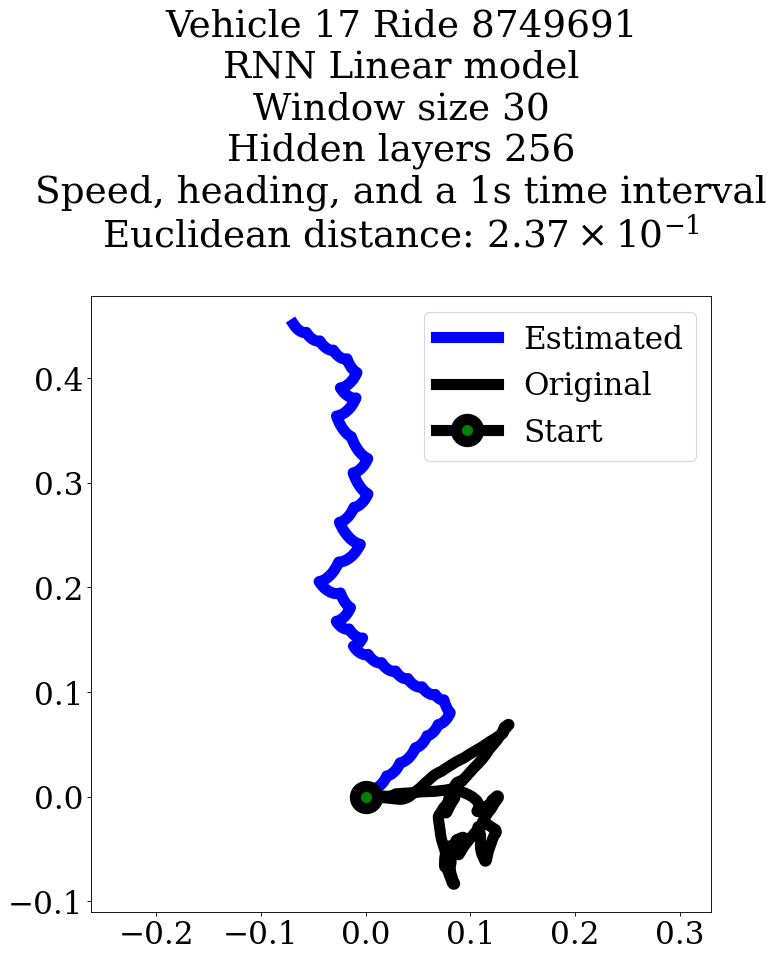 Vehicle 17 Ride 8749691
RNN Linear model
Window size 30
Hidden layers 256
Speed, heading, and a 1s time interval
Euclidean distance: 2.37 × 10⁻¹
Estimated
Original
Start
0.4
0.3
0.2
0.1
0.0
−0.1
−0.2 −0.1 0.0 0.1 0.2 0.3